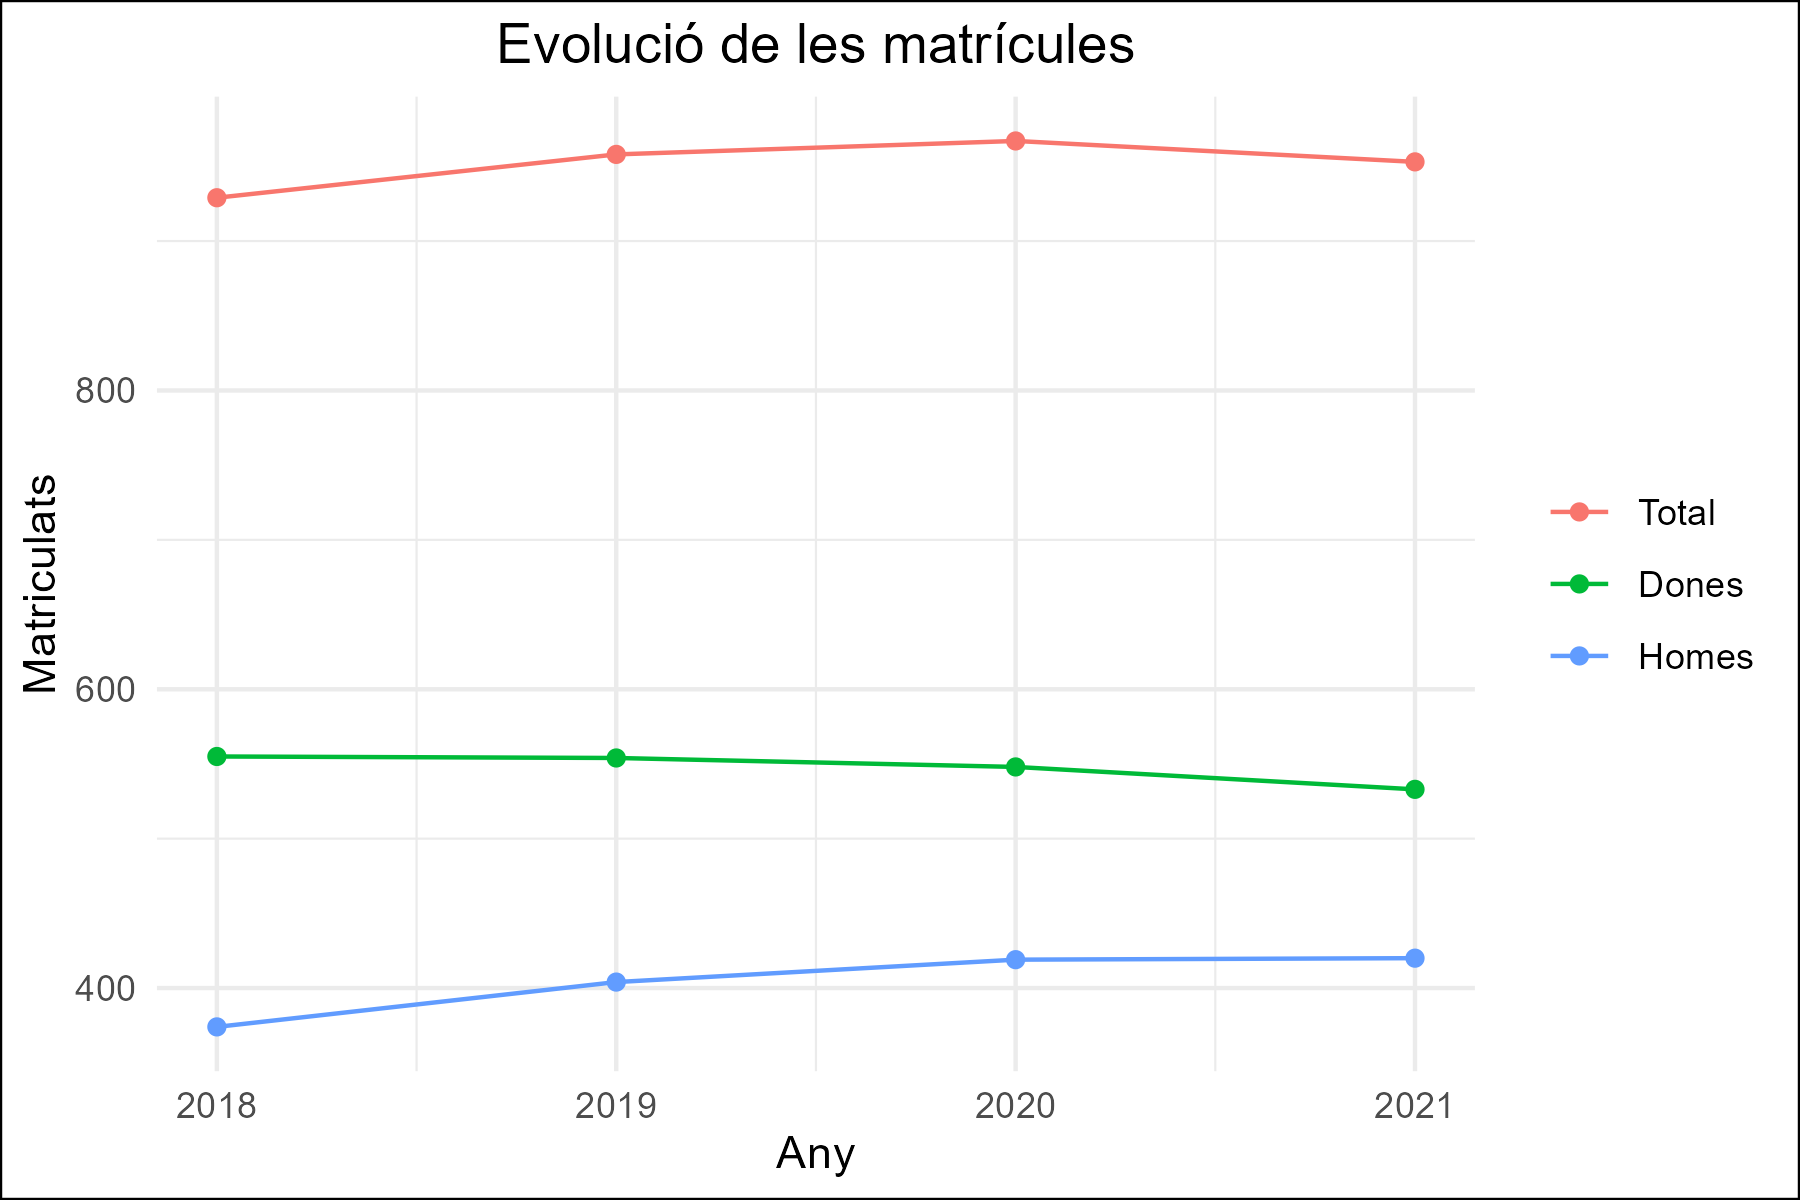 Evolució de les matrícules
Matriculats
800
600
400
2018 2019 2020 2021
Any
Total
Dones
Homes